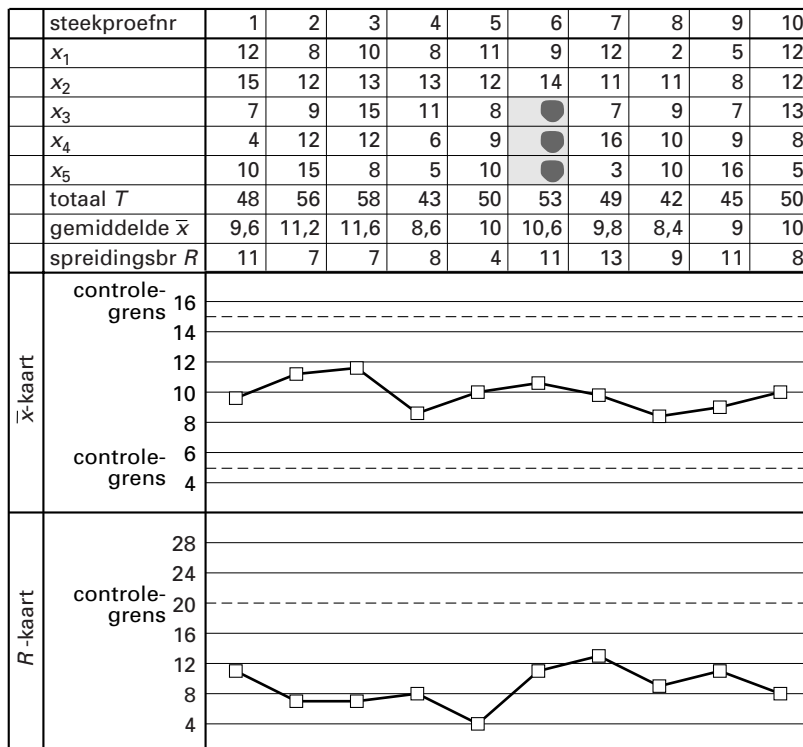 steekproefnr 1 2 3 4 5 6 7 8 9 10
x1 12 8 10 8 11 9 12 2 5 12
x2 15 12 13 13 12 14 11 11 8 12
x3 7 9 15 11 8 7 9 7 13
x4 4 12 12 6 9 16 10 9 8
x5 10 15 8 5 10 3 10 16 5
totaal T 48 56 58 43 50 53 49 42 45 50
gemiddelde x̄ 9,6 11,2 11,6 8,6 10 10,6 9,8 8,4 9 10
spreidingsbr R 11 7 7 8 4 11 13 9 11 8
x̄-kaart
controle-
grens
16
14
12
10
8
6
controle-
grens
4
R-kaart
28
24
controle-
grens
20
16
12
8
4